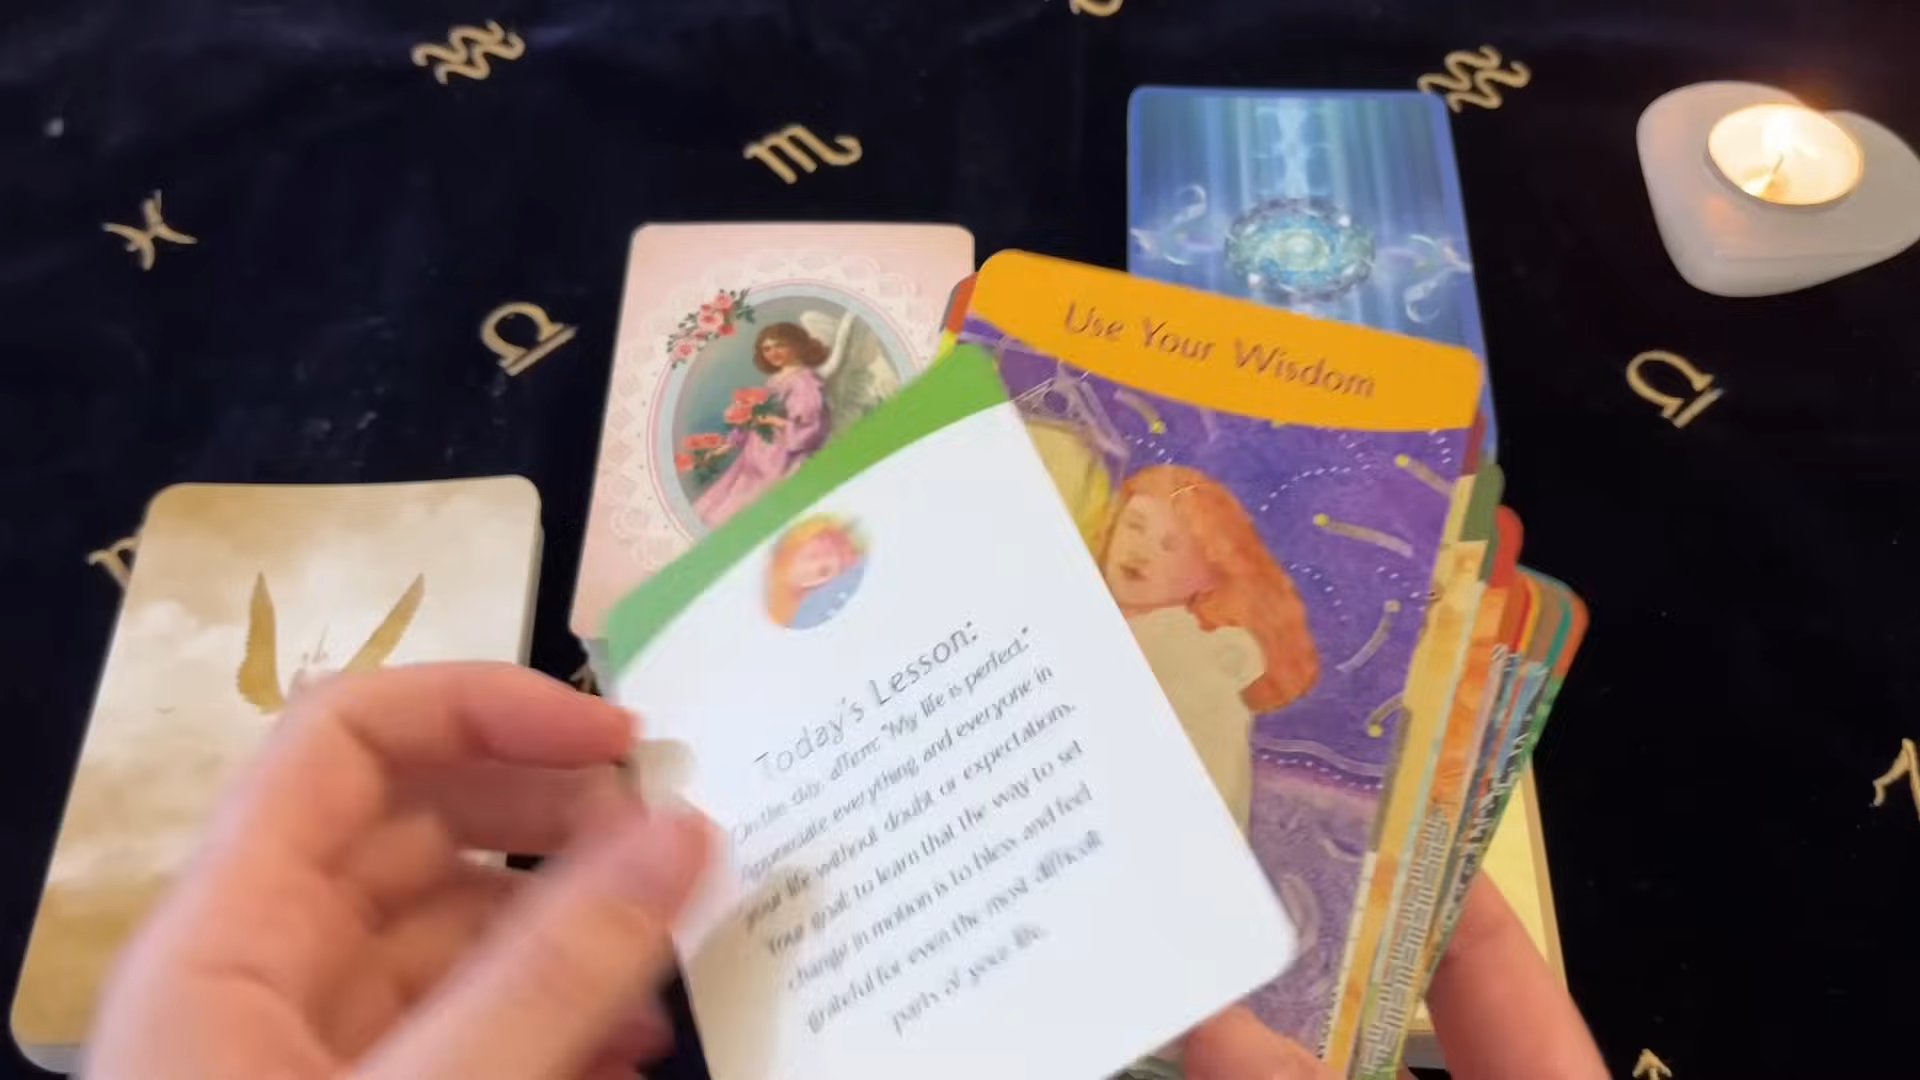 Use Your Wisdom
Today's Lesson:
On this day, affirm: "My life is perfect."
Appreciate everything and everyone in
your life without doubt or expectations.
Your goal: to learn that the way to set
change in motion is to bless and feel
grateful for even the most difficult
parts of your life.